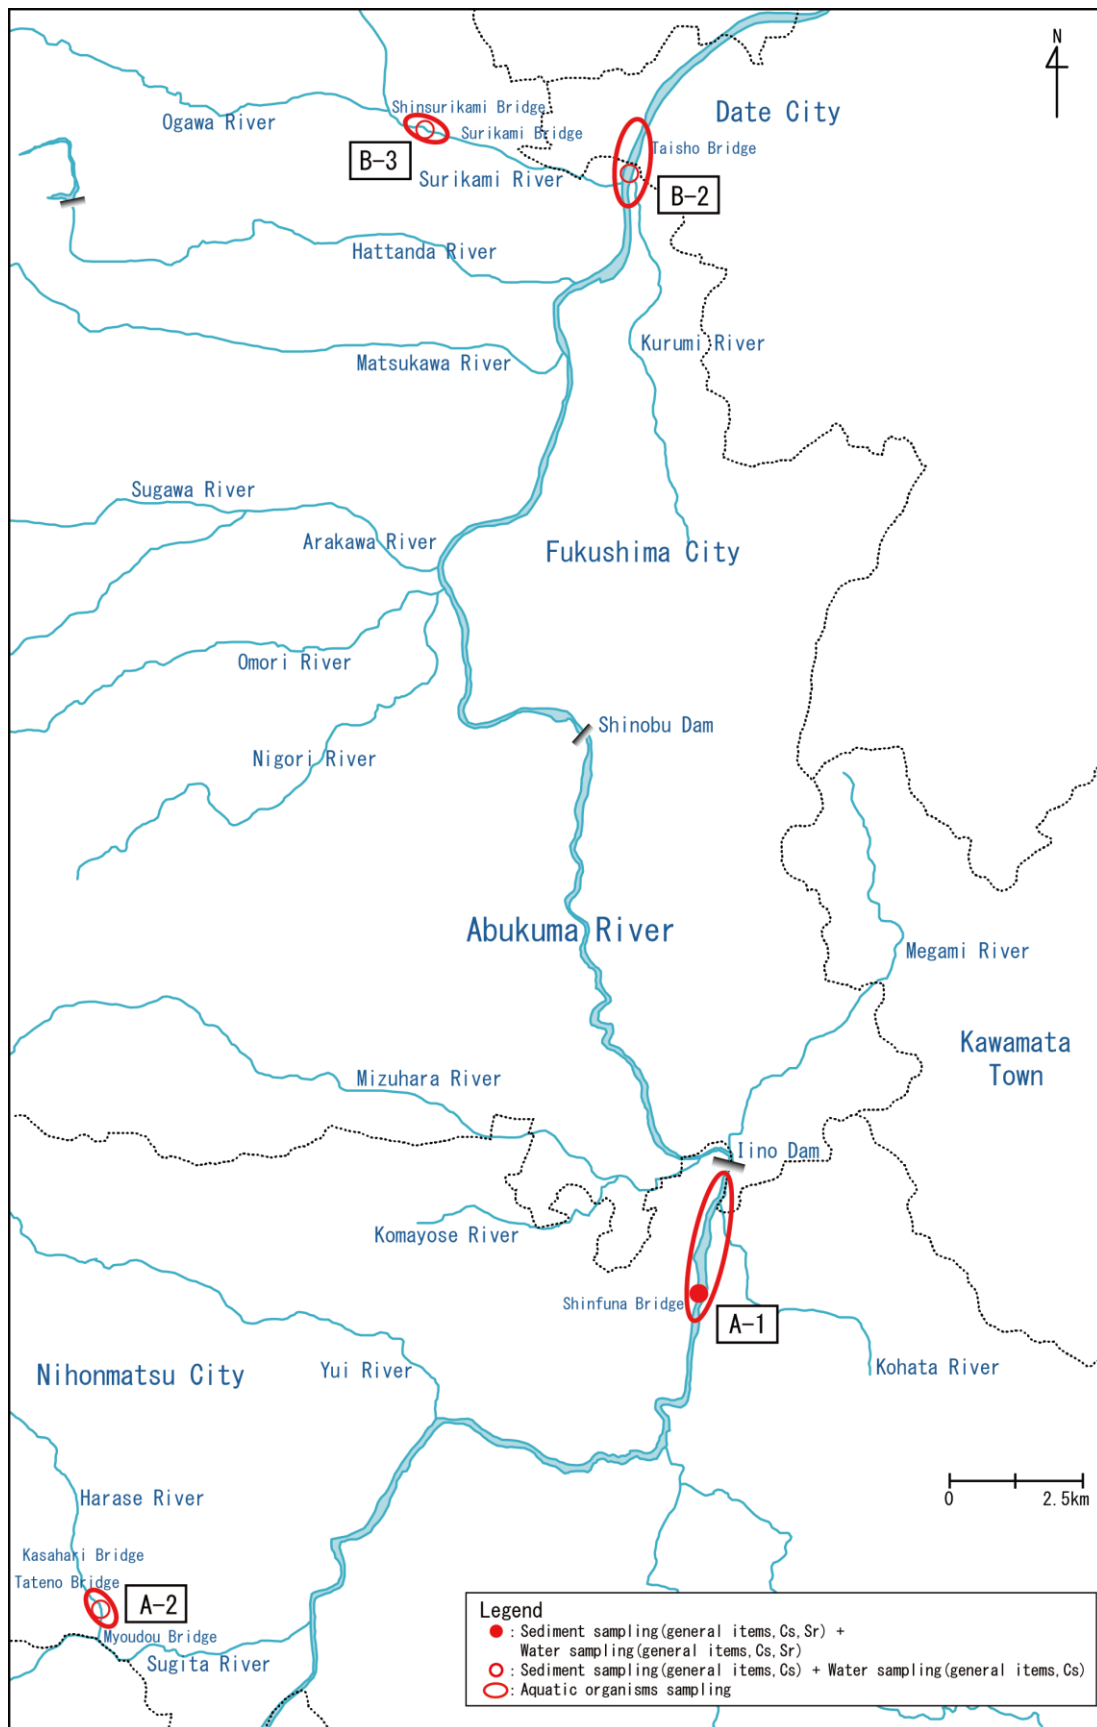 N
Date City
Shinsurikami Bridge
Ogawa River
Surikami Bridge
Taisho Bridge
B-3
Surikami River
B-2
Hattanda River
Kurumi River
Matsukawa River
Sugawa River
Arakawa River
Fukushima City
Omori River
Shinobu Dam
Nigori River
Abukuma River
Megami River
Kawamata
Town
Mizuhara River
Iino Dam
Komayose River
Shinfuna Bridge
A-1
Kohata River
Yui River
Nihonmatsu City
Harase River
0 2.5km
Kasahari Bridge
Tateno Bridge
A-2
Myoudou Bridge
Sugita River
Legend
: Sediment sampling(general items, Cs, Sr) +
Water sampling(general items, Cs, Sr)
: Sediment sampling(general items, Cs) + Water sampling(general items, Cs)
: Aquatic organisms sampling